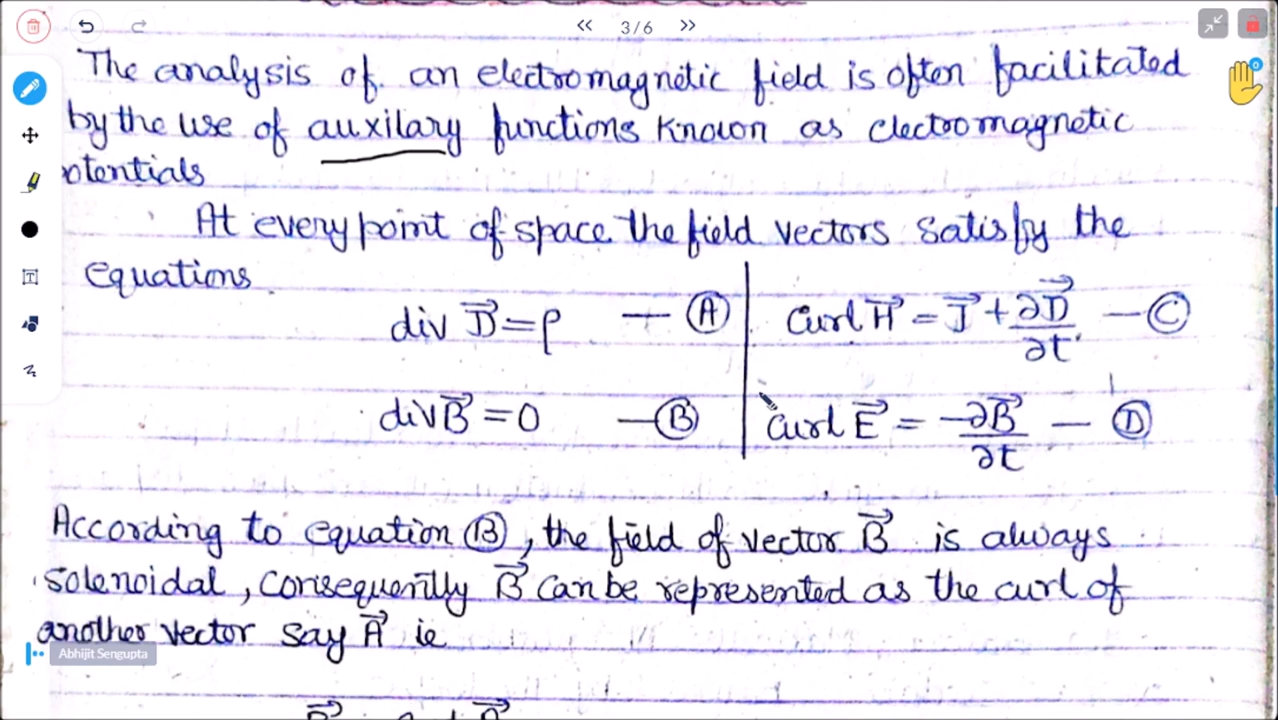 3/6
The analysis of an electromagnetic field is often facilitated
by the use of auxilary functions known as electromagnetic
otentials
At every point of space the field vectors satisfy the
equations
div D⃗ = ρ — Ⓐ curl H⃗ = J⃗ + ∂D⃗/∂t — Ⓒ
div B⃗ = 0 — Ⓑ curl E⃗ = -∂B⃗/∂t — Ⓓ
According to equation Ⓑ, the field of vector B⃗ is always
solenoidal, consequently B⃗ can be represented as the curl of
another vector say A⃗ ie
Abhijit Sengupta